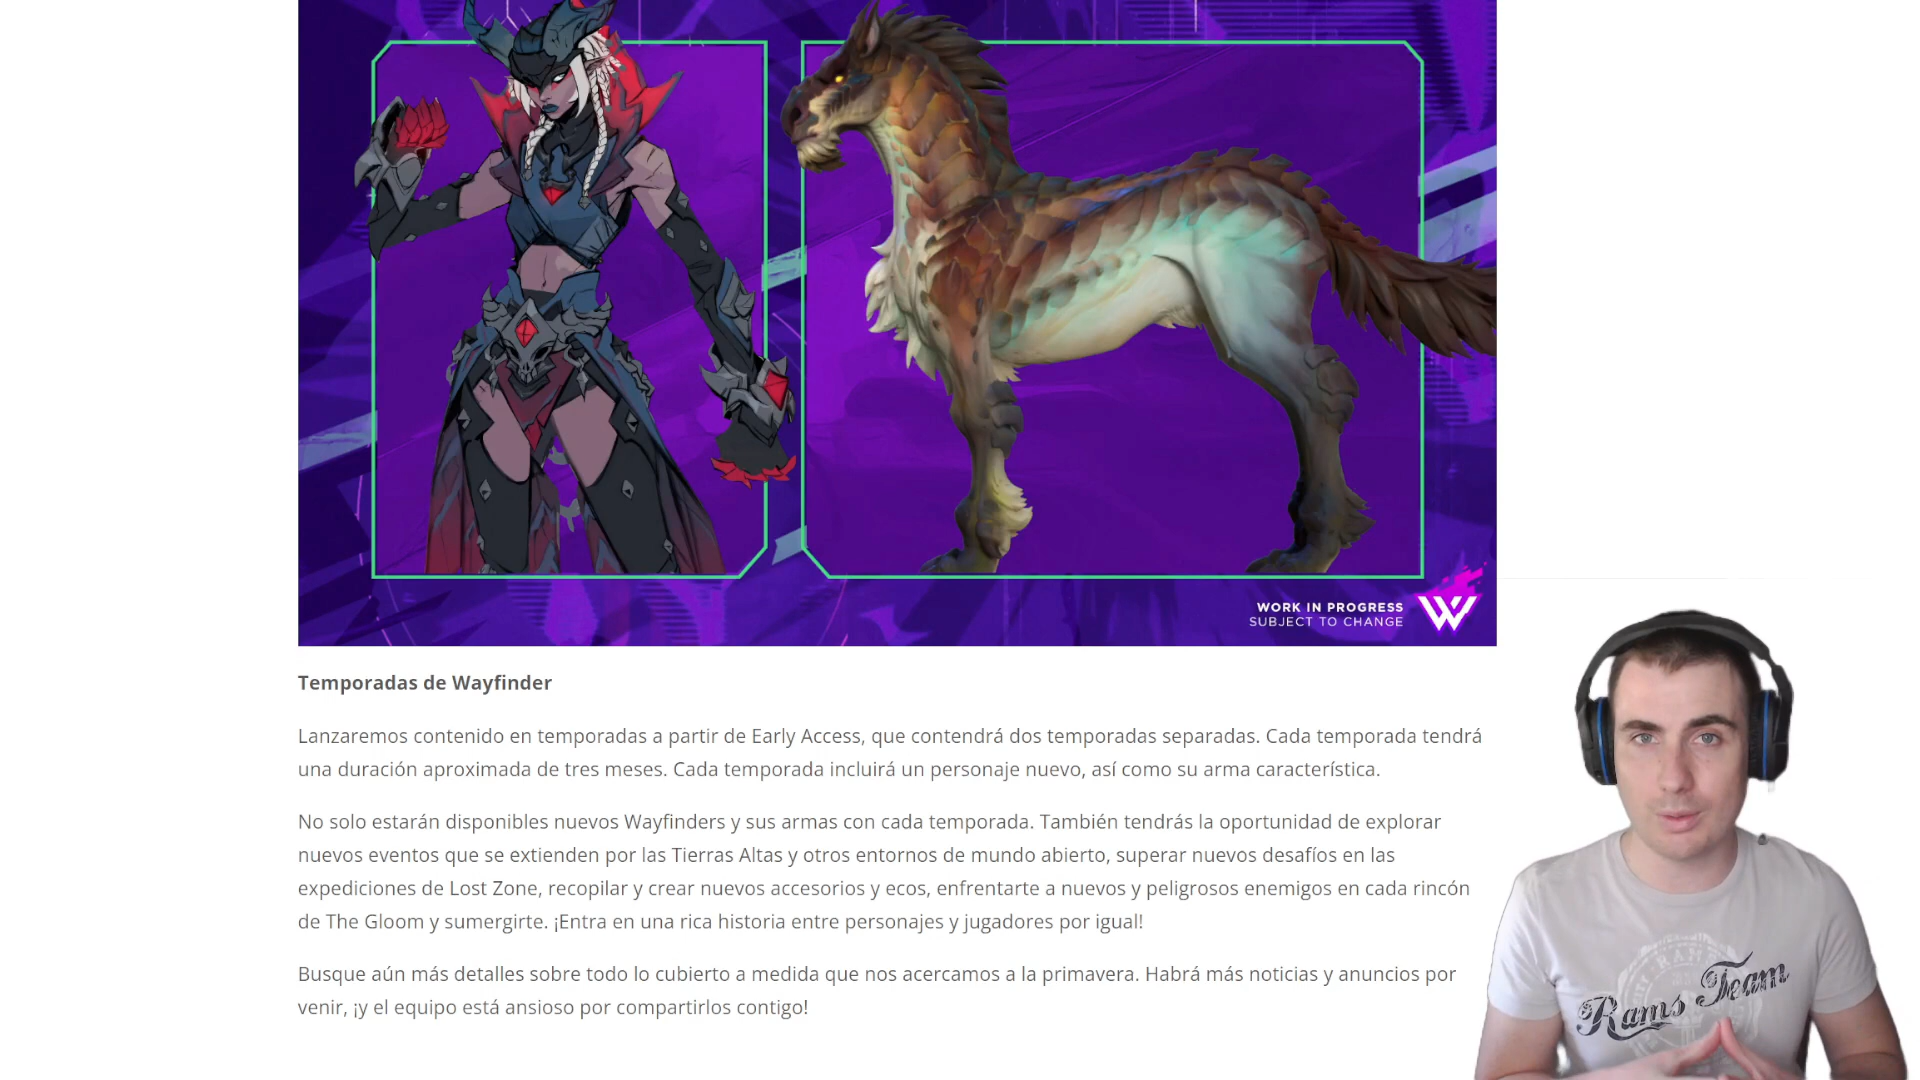 WORK IN PROGRESS
SUBJECT TO CHANGE
Temporadas de Wayfinder
Lanzaremos contenido en temporadas a partir de Early Access, que contendrá dos temporadas separadas. Cada temporada tendrá
una duración aproximada de tres meses. Cada temporada incluirá un personaje nuevo, así como su arma característica.
No solo estarán disponibles nuevos Wayfinders y sus armas con cada temporada. También tendrás la oportunidad de explorar
nuevos eventos que se extienden por las Tierras Altas y otros entornos de mundo abierto, superar nuevos desafíos en las
expediciones de Lost Zone, recopilar y crear nuevos accesorios y ecos, enfrentarte a nuevos y peligrosos enemigos en cada rincón
de The Gloom y sumergirte. ¡Entra en una rica historia entre personajes y jugadores por igual!
Busque aún más detalles sobre todo lo cubierto a medida que nos acercamos a la primavera. Habrá más noticias y anuncios por
venir, ¡y el equipo está ansioso por compartirlos contigo!
Rams Team